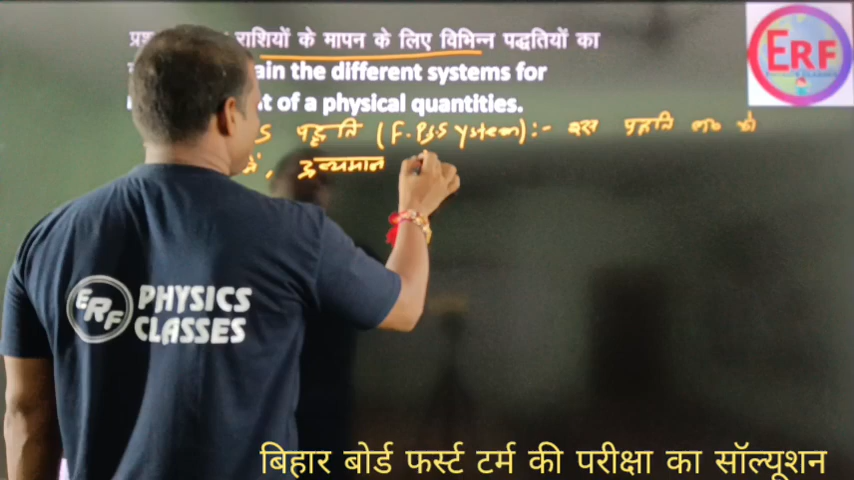 राशियों के मापन के लिए विभिन्न पद्धतियों का
ain the different systems for
t of a physical quantities.
S पद्धति (F.P.S System) :- इस पद्धति
में, द्रव्यमान
ERF
ERF PHYSICS
CLASSES
बिहार बोर्ड फर्स्ट टर्म की परीक्षा का सॉल्यूशन